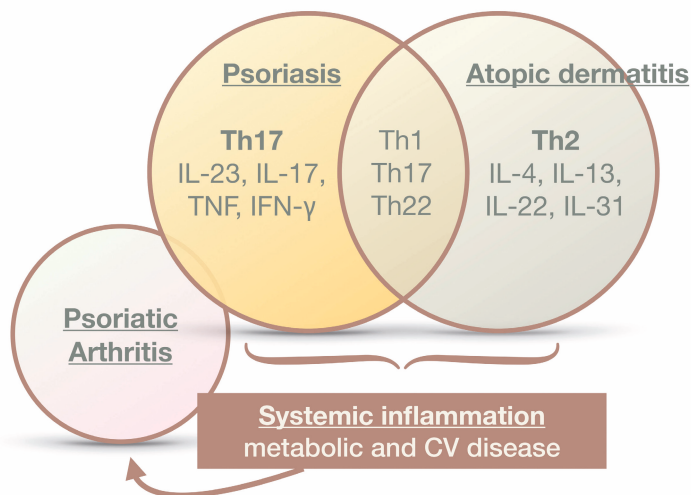 Psoriasis
Th17
IL-23, IL-17,
TNF, IFN-γ
Th1
Th17
Th22
Atopic dermatitis
Th2
IL-4, IL-13,
IL-22, IL-31
Psoriatic
Arthritis
Systemic inflammation
metabolic and CV disease